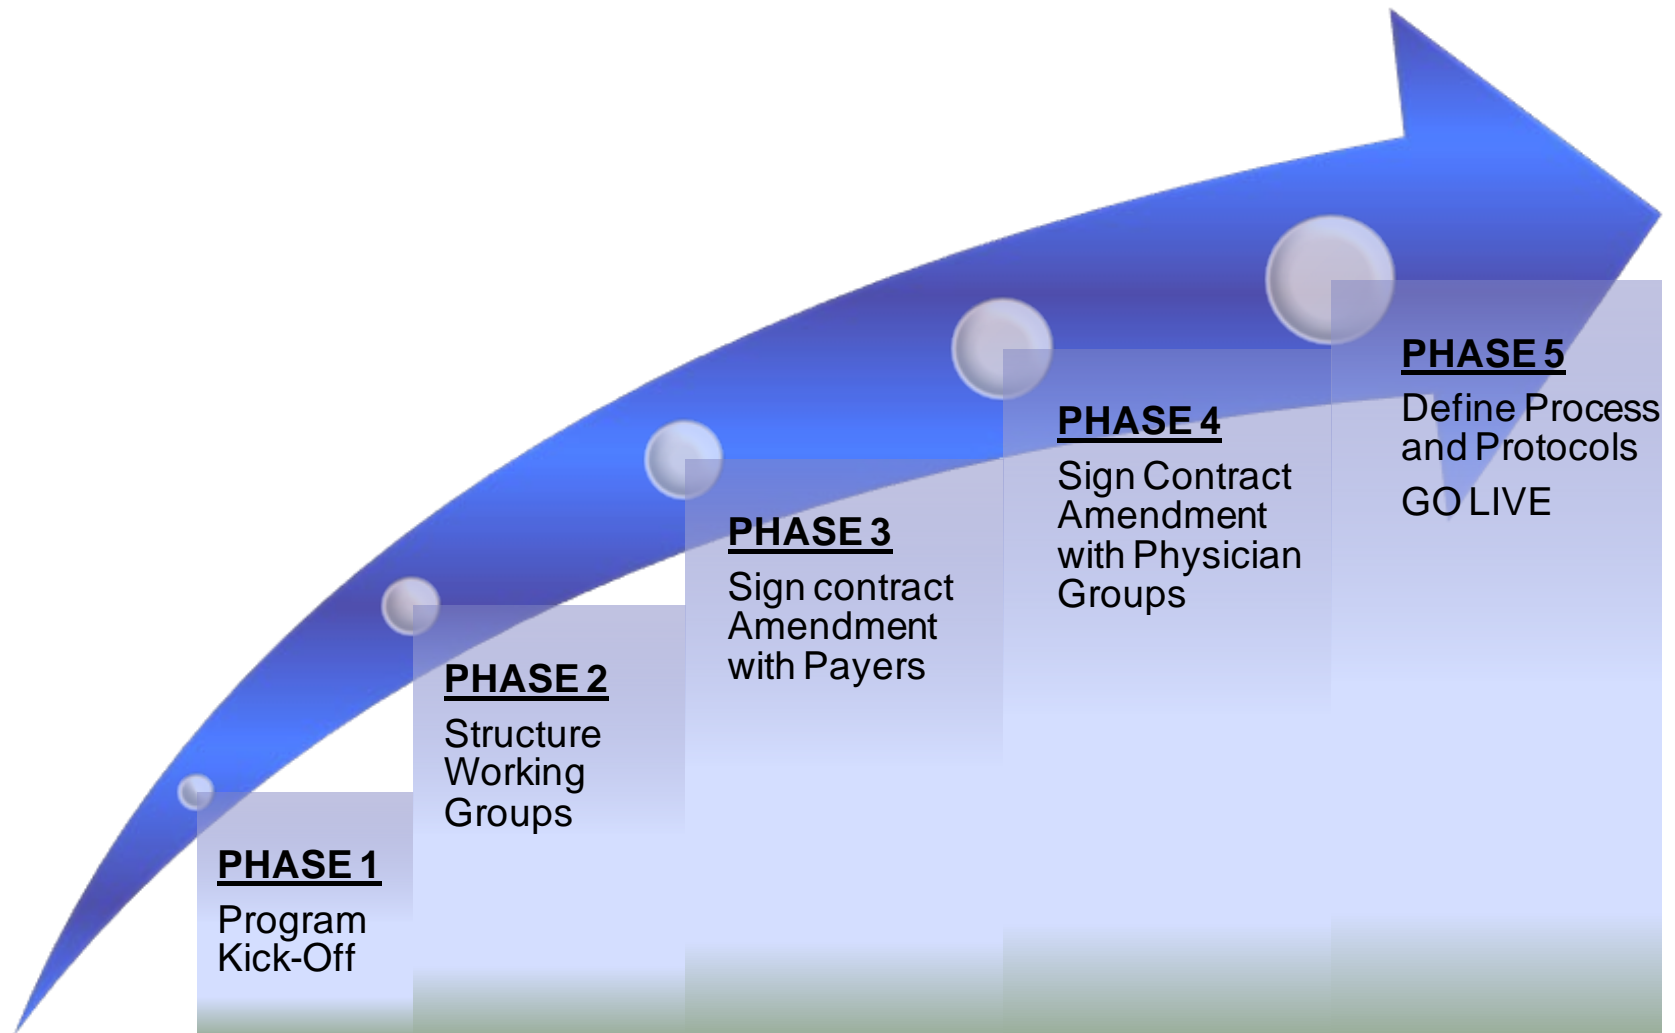 PHASE 1
Program
Kick-Off
PHASE 2
Structure
Working
Groups
PHASE 3
Sign contract
Amendment
with Payers
PHASE 4
Sign Contract
Amendment
with Physician
Groups
PHASE 5
Define Process
and Protocols
GO LIVE